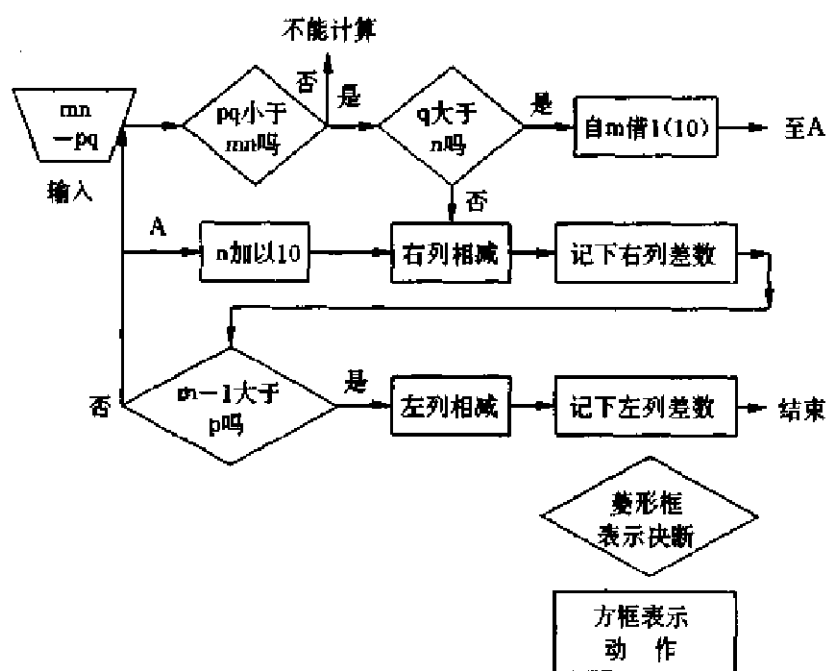 不能计算
否
是
mn
－pq
输入
pq小于
mn吗
q大于
n吗
是
自m借1(10)
至A
否
A
n加以10
右列相减
记下右列差数
否
m－1大于
p吗
是
左列相减
记下左列差数
结束
菱形框
表示决断
方框表示
动 作